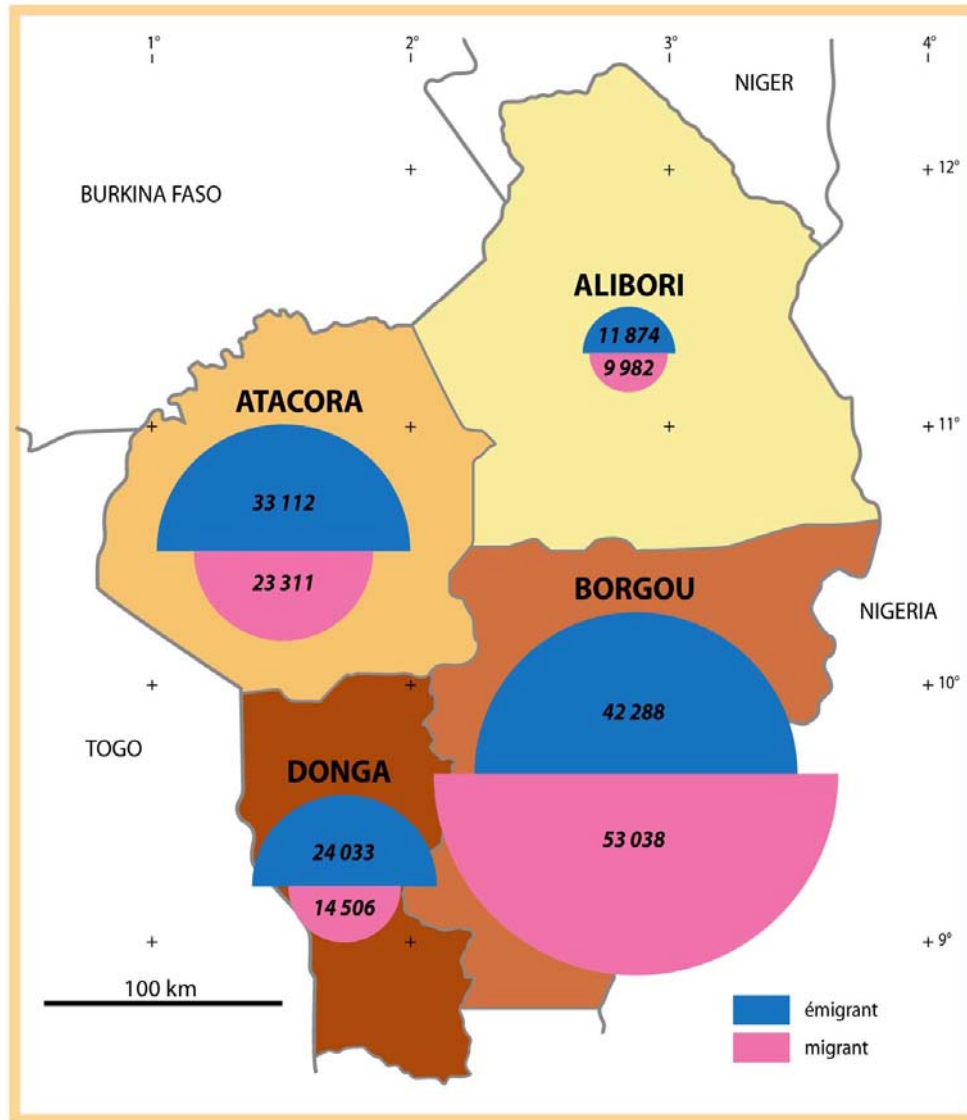 1° 2° 3° 4°
NIGER
12°
BURKINA FASO
ALIBORI
11 874
9 982
ATACORA
11°
33 112
23 311
BORGOU
NIGERIA
10°
42 288
TOGO
DONGA
53 038
24 033
14 506
9°
100 km
émigrant
migrant